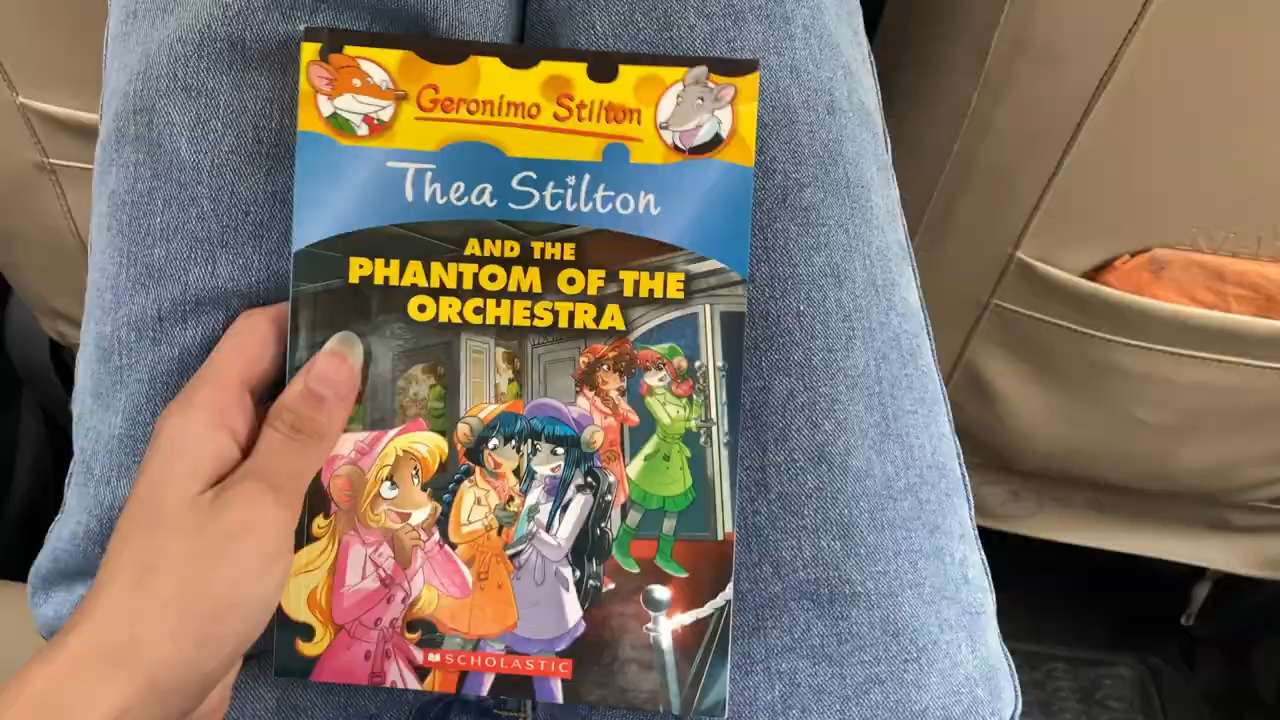 Geronimo Stilton
Thea Stilton
AND THE
PHANTOM OF THE
ORCHESTRA
SCHOLASTIC